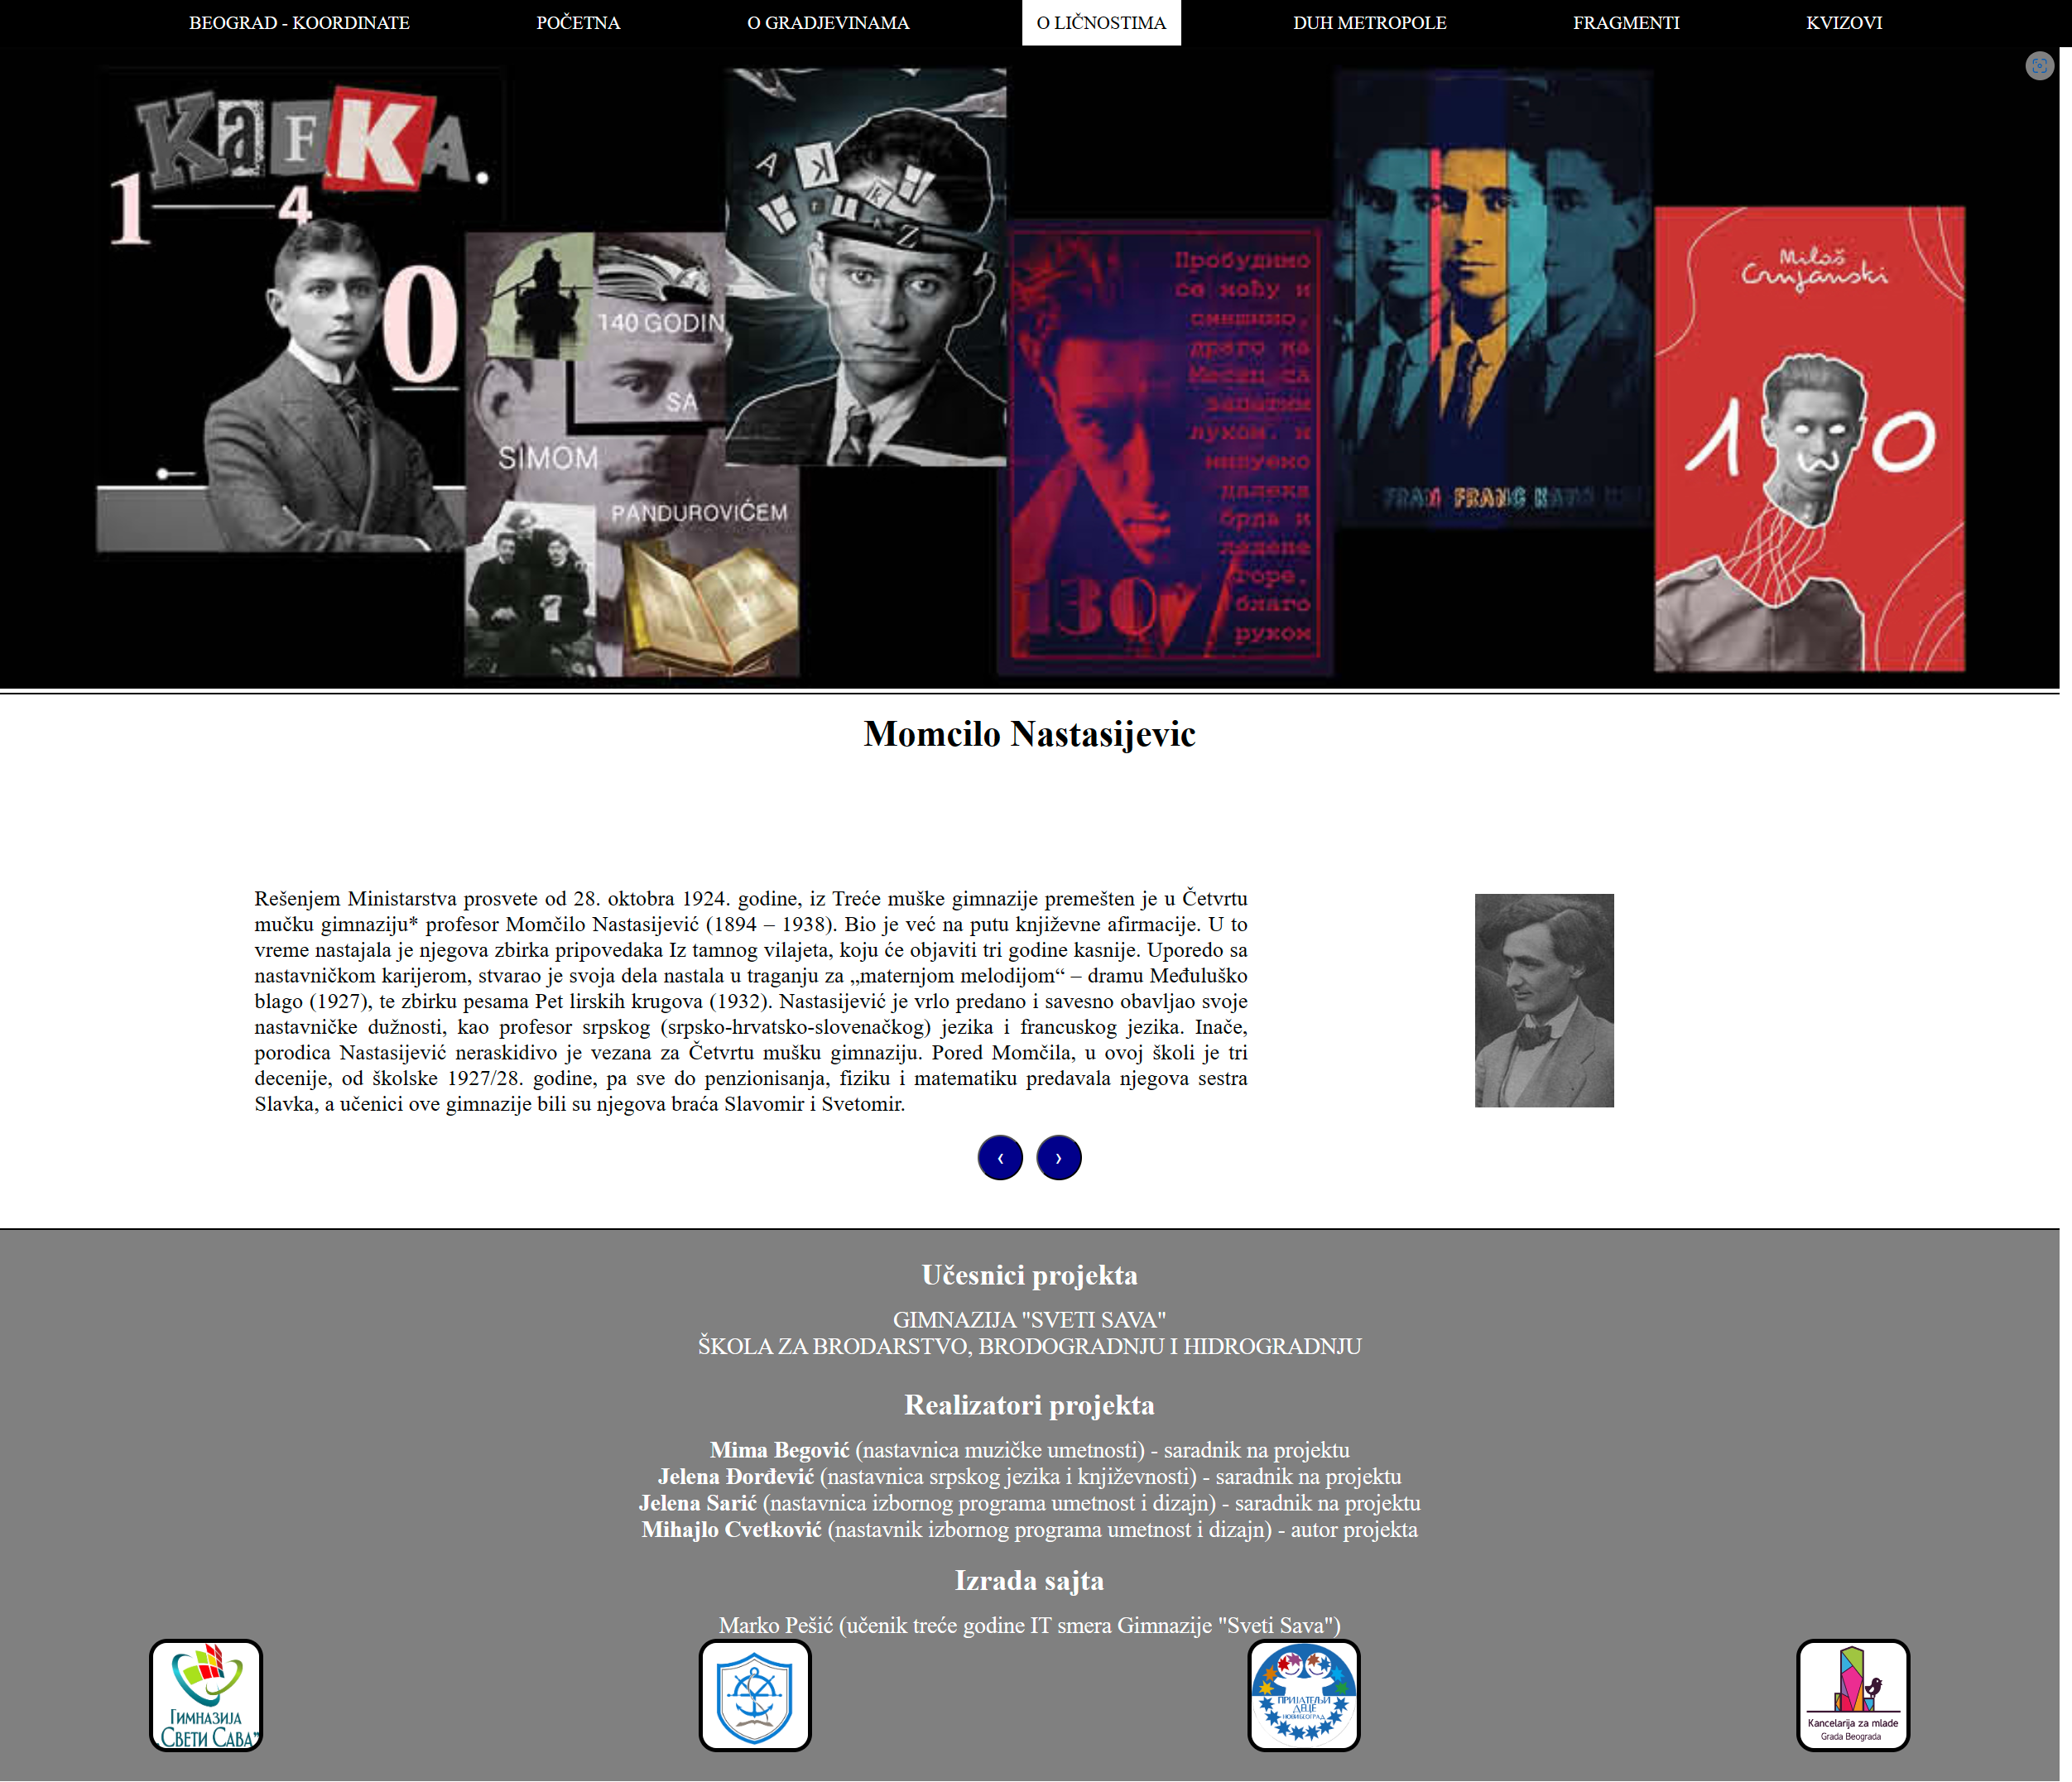 BEOGRAD - KOORDINATE
POČETNA
O GRADJEVINAMA
O LIČNOSTIMA
DUH METROPOLE
FRAGMENTI
KVIZOVI
KaFKA.
1 4 0
140 GODIN
SA
SIMOM
PANDUROVIĆEM
Пробудимо
се ноћу и
смешимо,
драго на
Месец са
запетим
луком. и
милујемо
далека
брда и
ледене
горе,
благо
руком
130
FRAN FRANC KA
Miloš
Crnjanski
1 0
Momcilo Nastasijevic
Rešenjem Ministarstva prosvete od 28. oktobra 1924. godine, iz Treće muške gimnazije premešten je u Četvrtu
mučku gimnaziju* profesor Momčilo Nastasijević (1894 – 1938). Bio je već na putu književne afirmacije. U to
vreme nastajala je njegova zbirka pripovedaka Iz tamnog vilajeta, koju će objaviti tri godine kasnije. Uporedo sa
nastavničkom karijerom, stvarao je svoja dela nastala u traganju za „maternjom melodijom“ – dramu Međuluško
blago (1927), te zbirku pesama Pet lirskih krugova (1932). Nastasijević je vrlo predano i savesno obavljao svoje
nastavničke dužnosti, kao profesor srpskog (srpsko-hrvatsko-slovenačkog) jezika i francuskog jezika. Inače,
porodica Nastasijević neraskidivo je vezana za Četvrtu mušku gimnaziju. Pored Momčila, u ovoj školi je tri
decenije, od školske 1927/28. godine, pa sve do penzionisanja, fiziku i matematiku predavala njegova sestra
Slavka, a učenici ove gimnazije bili su njegova braća Slavomir i Svetomir.
‹ ›
Učesnici projekta
GIMNAZIJA "SVETI SAVA"
ŠKOLA ZA BRODARSTVO, BRODOGRADNJU I HIDROGRADNJU
Realizatori projekta
Mima Begović (nastavnica muzičke umetnosti) - saradnik na projektu
Jelena Đorđević (nastavnica srpskog jezika i književnosti) - saradnik na projektu
Jelena Sarić (nastavnica izbornog programa umetnost i dizajn) - saradnik na projektu
Mihajlo Cvetković (nastavnik izbornog programa umetnost i dizajn) - autor projekta
Izrada sajta
Marko Pešić (učenik treće godine IT smera Gimnazije "Sveti Sava")
Гимназија
Свети Сава”
ПРИЈАТЕЉИ
ДЕЦЕ
НОВИ БЕОГРАД
Kancelarija za mlade
Grada Beograda